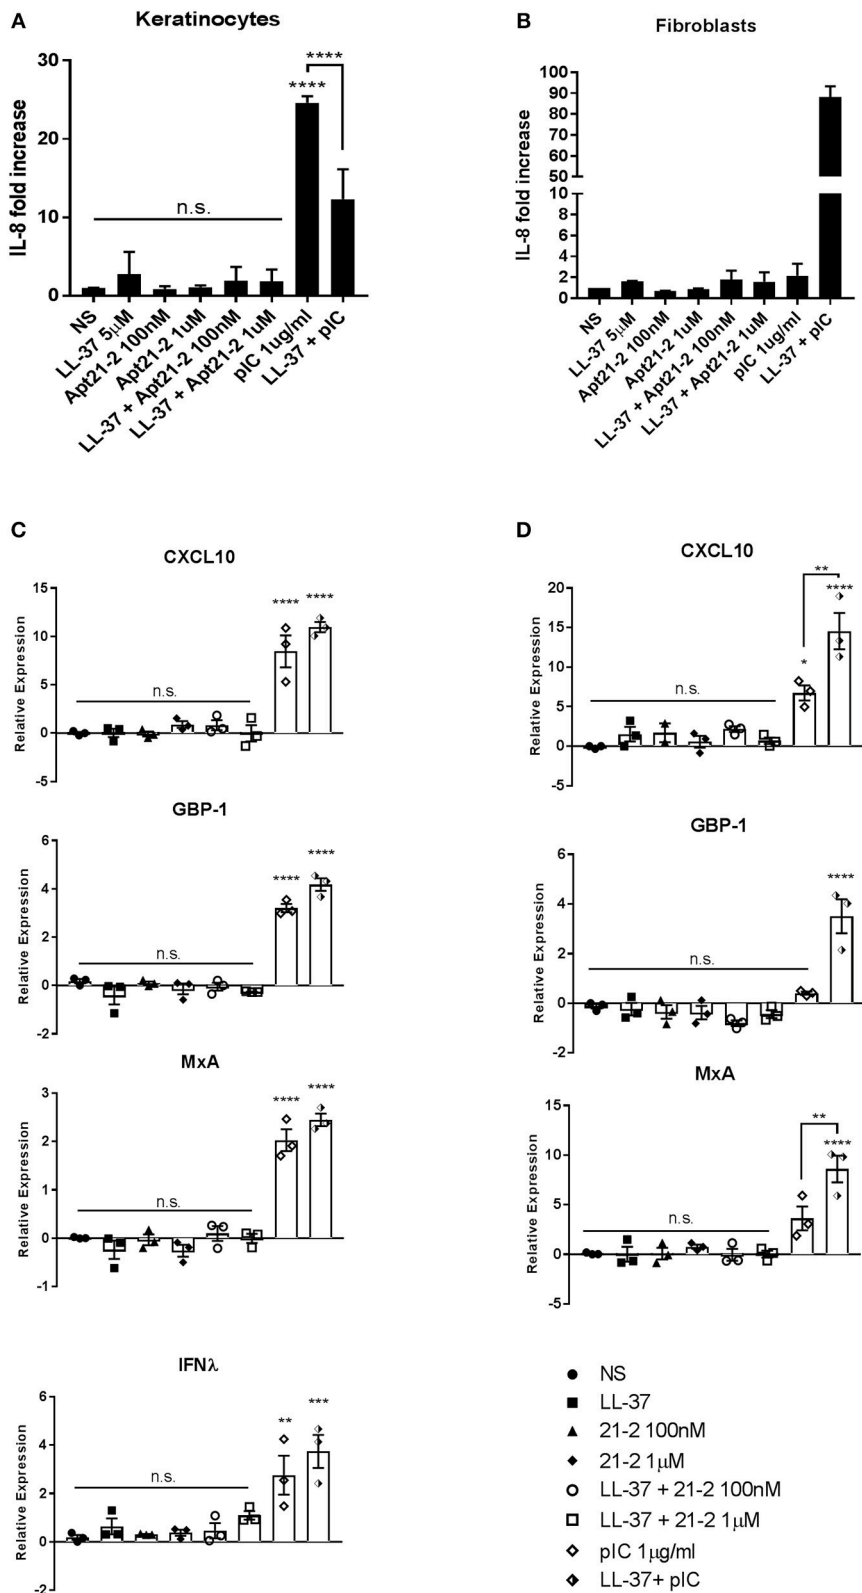 A
Keratinocytes
IL-8 fold increase
30
20
10
0
n.s.
****
****
NS
LL-37 5μM
Apt21-2 100nM
Apt21-2 1uM
LL-37 + Apt21-2 100nM
LL-37 + Apt21-2 1uM
pIC 1ug/ml
LL-37 + pIC
B
Fibroblasts
IL-8 fold increase
100
90
80
70
60
50
10
8
6
4
2
0
NS
LL-37 5μM
Apt21-2 100nM
Apt21-2 1uM
LL-37 + Apt21-2 100nM
LL-37 + Apt21-2 1uM
pIC 1ug/ml
LL-37 + pIC
C
CXCL10
Relative Expression
15
10
5
0
-5
n.s.
****
****
GBP-1
Relative Expression
6
4
2
0
-2
n.s.
****
****
MxA
Relative Expression
3
2
1
0
-1
n.s.
****
****
IFNλ
Relative Expression
6
4
2
0
-2
n.s.
**
***
D
CXCL10
Relative Expression
20
15
10
5
0
-5
n.s.
*
**
****
GBP-1
Relative Expression
6
4
2
0
-2
n.s.
****
MxA
Relative Expression
15
10
5
0
-5
n.s.
**
****
NS
LL-37
21-2 100nM
21-2 1μM
LL-37 + 21-2 100nM
LL-37 + 21-2 1μM
pIC 1μg/ml
LL-37+ pIC